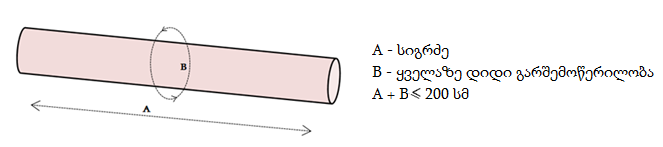 B
A
A - სიგრძე
B - ყველაზე დიდი გარშემოწერილობა
A + B ⩽ 200 სმ